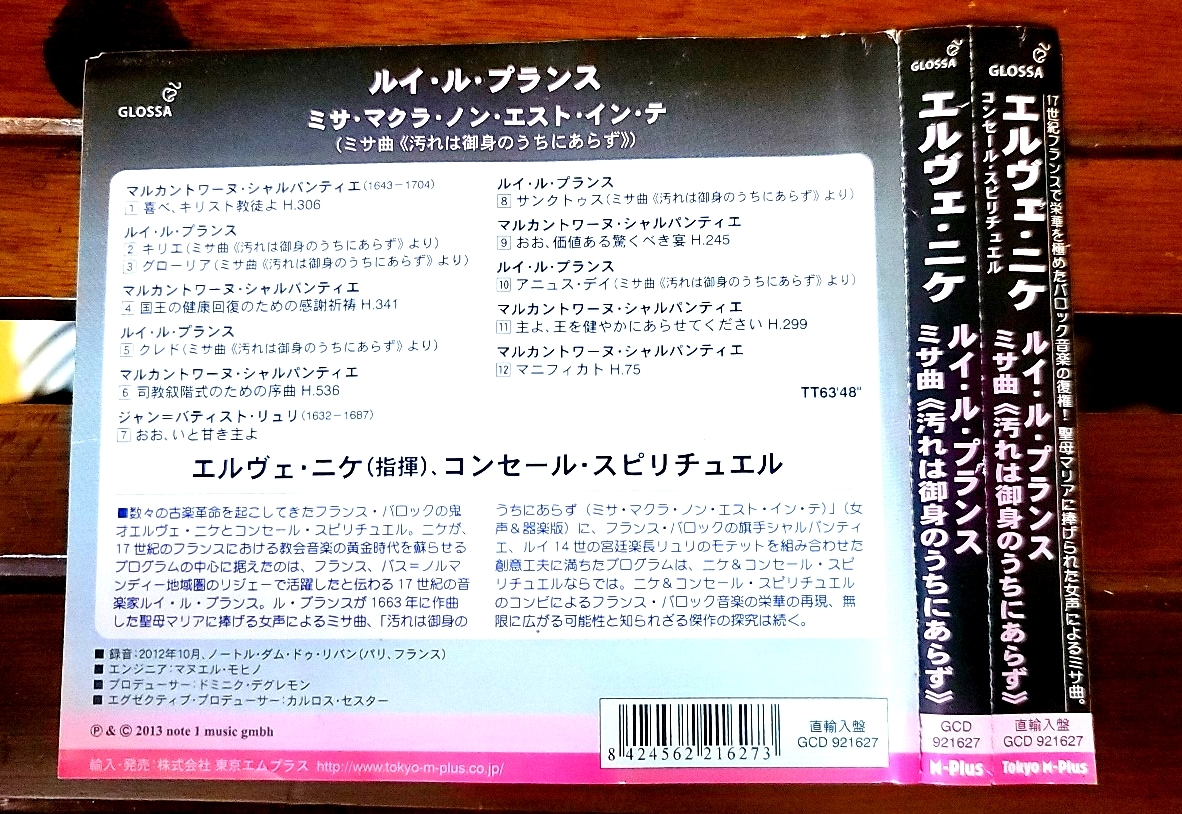 GLOSSA
ルイ・ル・プランス
ミサ・マクラ・ノン・エスト・イン・テ
(ミサ曲《汚れは御身のうちにあらず》)
マルカントワーヌ・シャルパンティエ(1643−1704)
1 喜べ、キリスト教徒よ H.306
ルイ・ル・プランス
2 キリエ(ミサ曲《汚れは御身のうちにあらず》より)
3 グローリア(ミサ曲《汚れは御身のうちにあらず》より)
マルカントワーヌ・シャルパンティエ
4 国王の健康回復のための感謝祈祷 H.341
ルイ・ル・プランス
5 クレド(ミサ曲《汚れは御身のうちにあらず》より)
マルカントワーヌ・シャルパンティエ
6 司教叙階式のための序曲 H.536
ジャン=バティスト・リュリ(1632−1687)
7 おお、いと甘き主よ
ルイ・ル・プランス
8 サンクトゥス(ミサ曲《汚れは御身のうちにあらず》より)
マルカントワーヌ・シャルパンティエ
9 おお、価値ある驚くべき宴 H.245
ルイ・ル・プランス
10 アニュス・デイ(ミサ曲《汚れは御身のうちにあらず》より)
マルカントワーヌ・シャルパンティエ
11 主よ、王を健やかにあらせてください H.299
マルカントワーヌ・シャルパンティエ
12 マニフィカト H.75
TT63'48"
エルヴェ・ニケ(指揮)、コンセール・スピリチュエル
■数々の古楽革命を起こしてきたフランス・バロックの鬼
才エルヴェ・ニケとコンセール・スピリチュエル。ニケが、
17世紀のフランスにおける教会音楽の黄金時代を蘇らせる
プログラムの中心に据えたのは、フランス、バス=ノルマ
ンディー地域圏のリジェーで活躍したと伝わる17世紀の音
楽家ルイ・ル・プランス。ル・プランスが1663年に作曲
した聖母マリアに捧げる女声によるミサ曲、「汚れは御身の
うちにあらず(ミサ・マクラ・ノン・エスト・イン・テ)」(女
声&器楽版)に、フランス・バロックの旗手シャルパンティ
エ、ルイ14世の宮廷楽長リュリのモテットを組み合わせた
創意工夫に満ちたプログラムは、ニケ&コンセール・スピ
リチュエルならでは。ニケ&コンセール・スピリチュエル
のコンビによるフランス・バロック音楽の栄華の再現、無
限に広がる可能性と知られざる傑作の探究は続く。
■ 録音:2012年10月、ノートル・ダム・ドゥ・リバン(パリ、フランス)
■ エンジニア:マヌエル・モヒノ
■ プロデューサー:ドミニク・デグレモン
■ エグゼクティブ・プロデューサー:カルロス・セスター
℗ & © 2013 note 1 music gmbh
輸入・発売:株式会社 東京エムプラス http://www.tokyo-m-plus.co.jp/
8 424562 216273
直輸入盤
GCD 921627
GLOSSA
エルヴェ・ニケ
ルイ・ル・プランス
ミサ曲《汚れは御身のうちにあらず》
GCD
921627
M-Plus
GLOSSA
17世紀フランスで栄華を極めたバロック音楽の復権! 聖母マリアに捧げられた女声によるミサ曲。
エルヴェ・ニケ
コンセール・スピリチュエル
ルイ・ル・プランス
ミサ曲《汚れは御身のうちにあらず》
直輸入盤
GCD 921627
Tokyo M-Plus